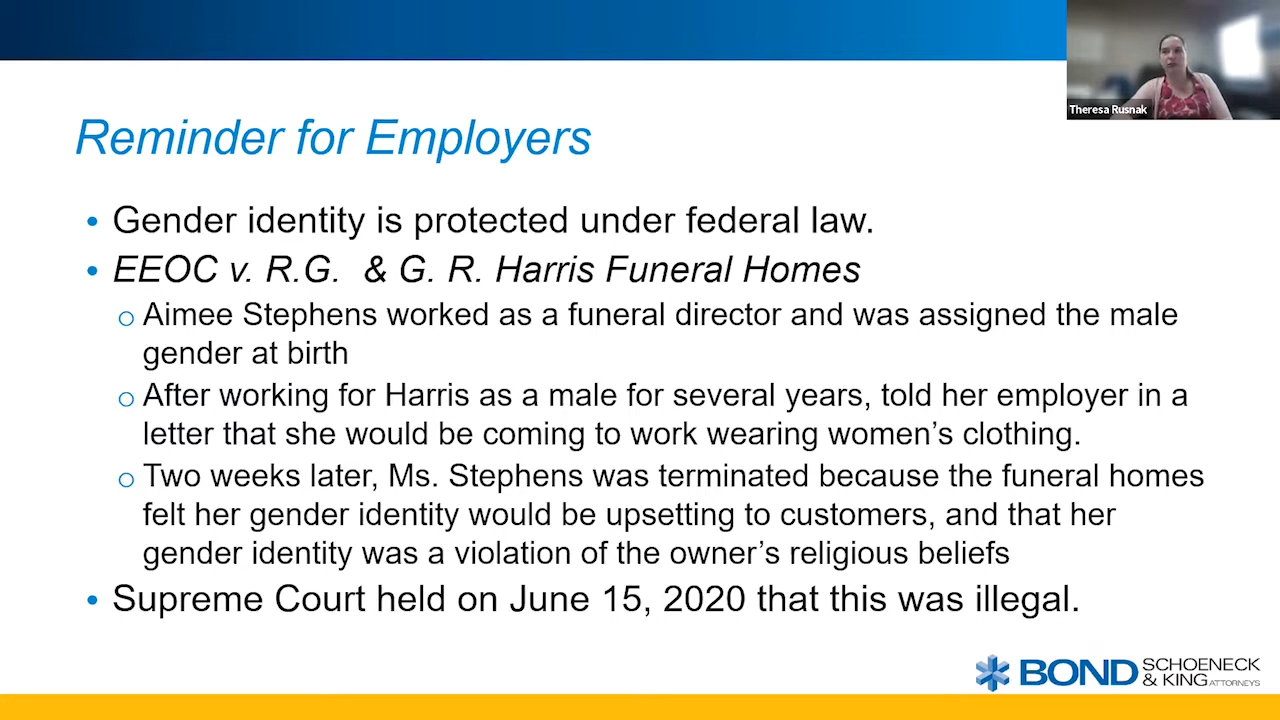 Theresa Rusnak
Reminder for Employers
• Gender identity is protected under federal law.
• EEOC v. R.G. & G. R. Harris Funeral Homes
o Aimee Stephens worked as a funeral director and was assigned the male
gender at birth
o After working for Harris as a male for several years, told her employer in a
letter that she would be coming to work wearing women’s clothing.
o Two weeks later, Ms. Stephens was terminated because the funeral homes
felt her gender identity would be upsetting to customers, and that her
gender identity was a violation of the owner’s religious beliefs
• Supreme Court held on June 15, 2020 that this was illegal.
BOND SCHOENECK
& KING ATTORNEYS